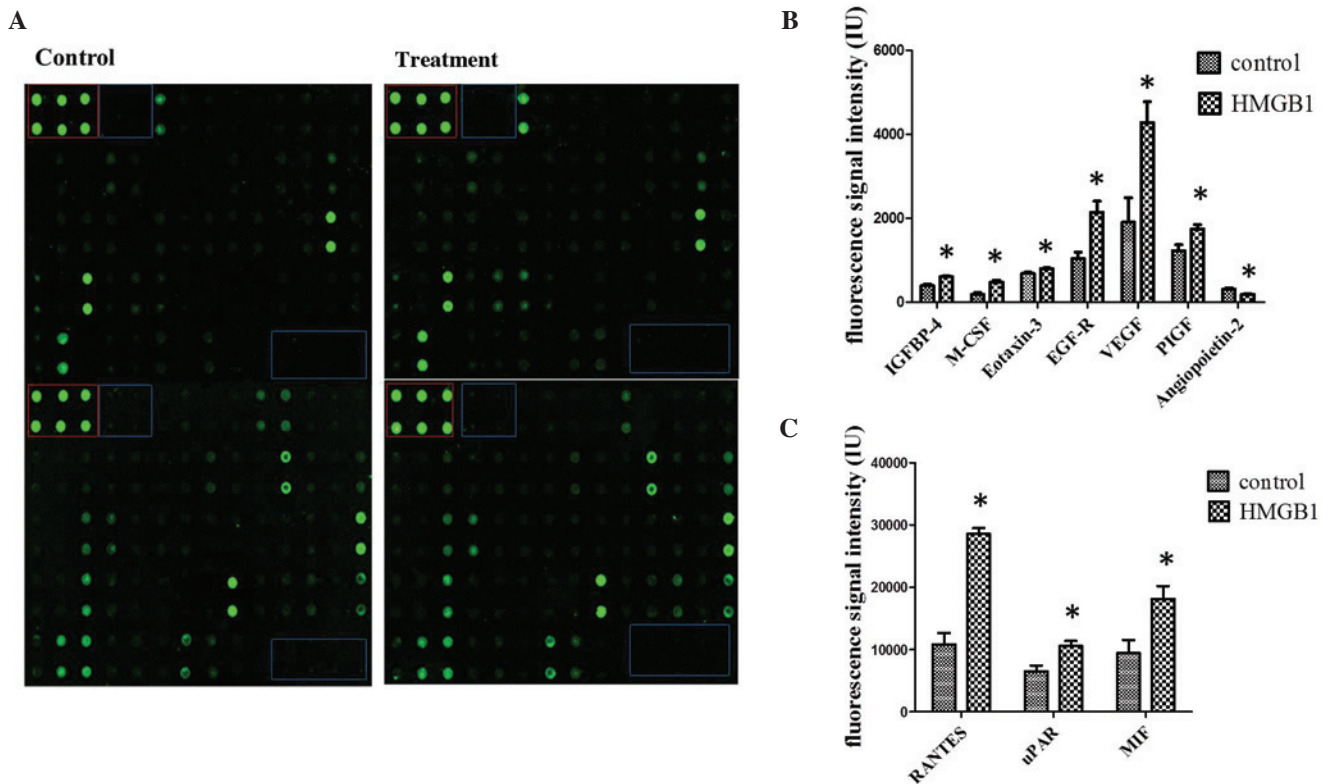 A
Control
Treatment
B
fluorescence signal intensity (IU)
6000
4000
2000
0
control
HMGB1
*
*
*
*
*
*
*
IGFBP-4
M-CSF
Eotaxin-3
EGF-R
VEGF
PIGF
Angiopoietin-2
C
fluorescence signal intensity (IU)
40000
30000
20000
10000
0
control
HMGB1
*
*
*
RANTES
uPAR
MIF